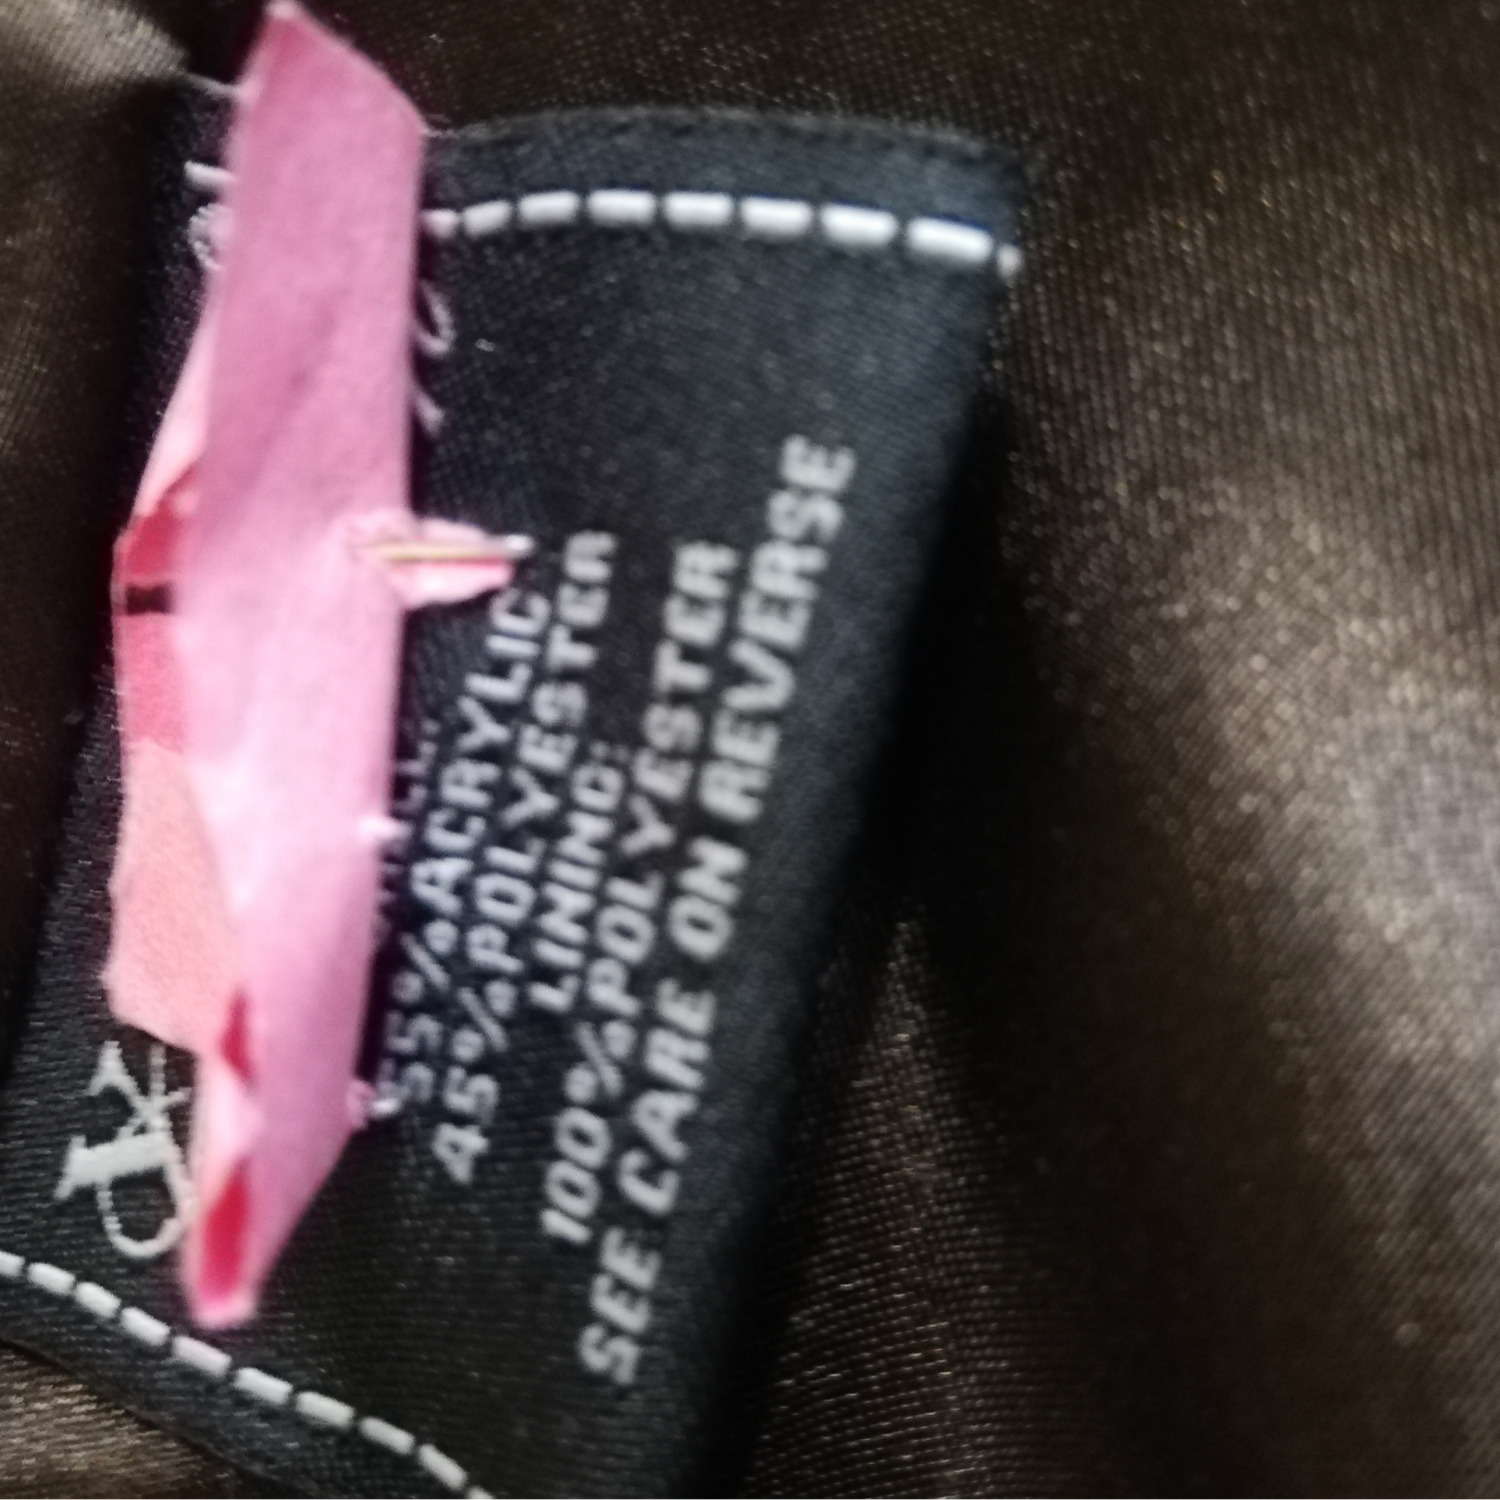 55%ACRYLIC
45%POLYESTER
LINING:
100%POLYESTER
SEE CARE ON REVERSE